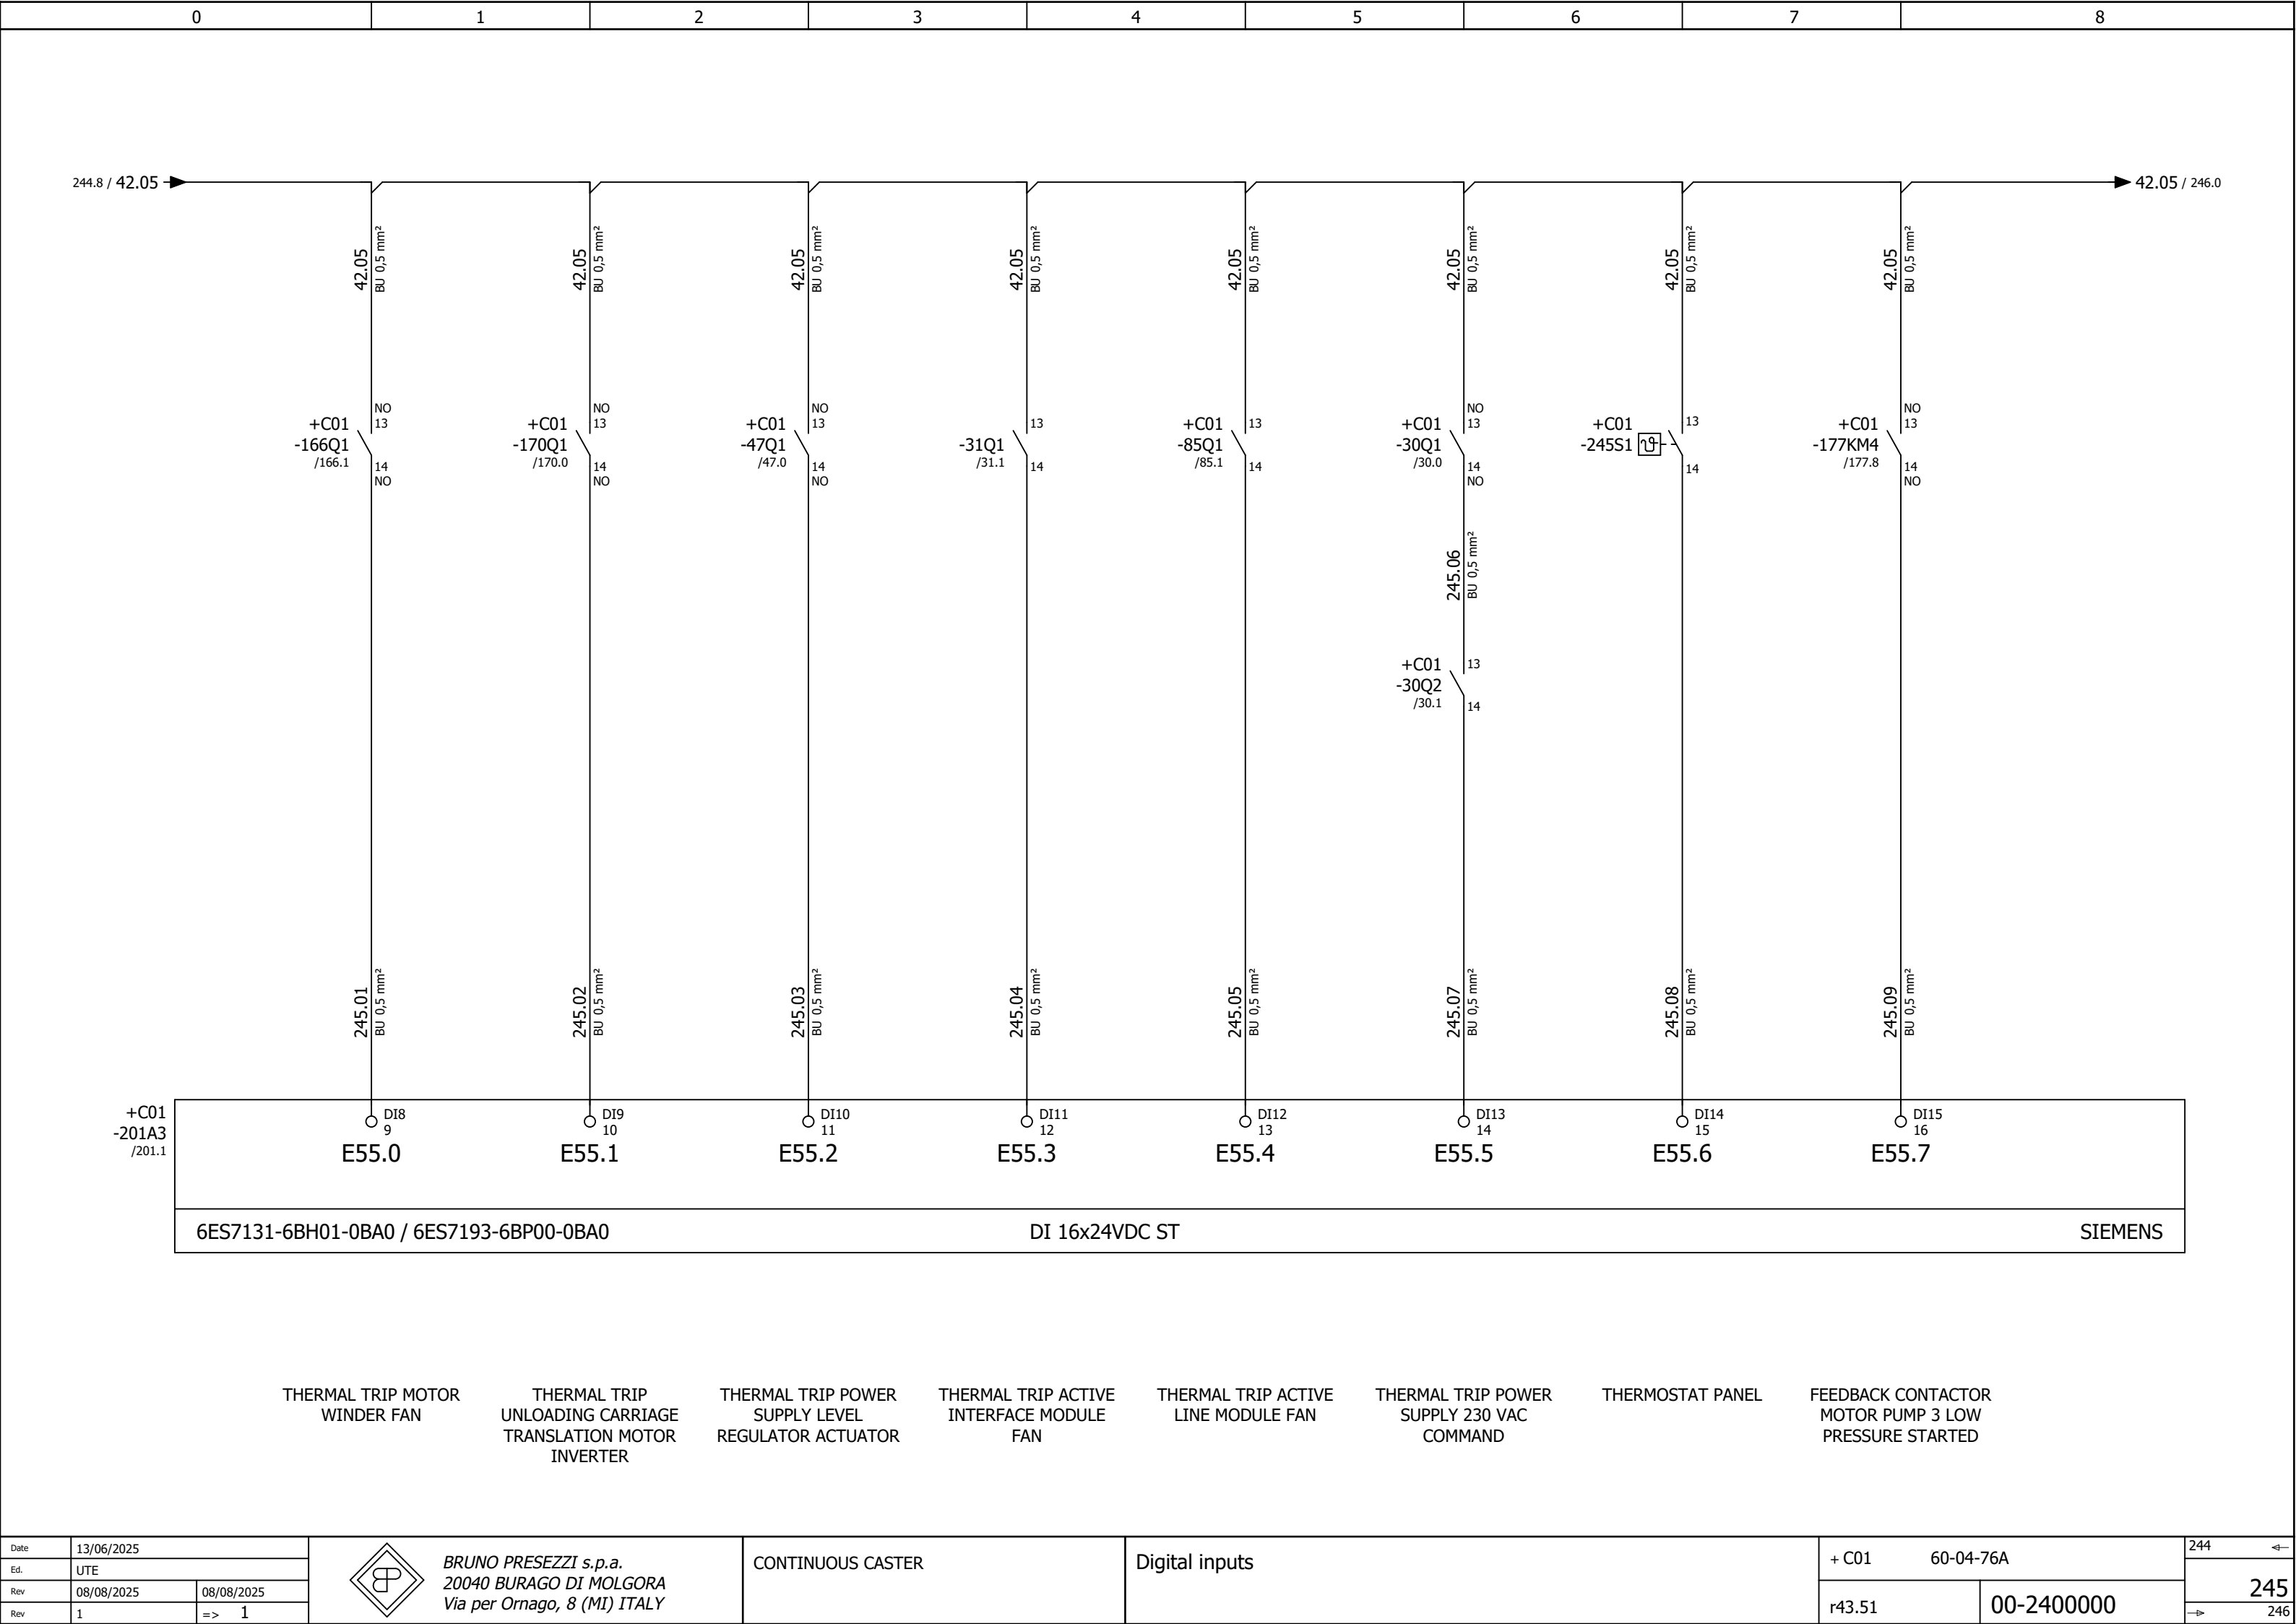 0 1 2 3 4 5 6 7 8
244.8 / 42.05
42.05 / 246.0
42.05 BU 0,5 mm²
42.05 BU 0,5 mm²
42.05 BU 0,5 mm²
42.05 BU 0,5 mm²
42.05 BU 0,5 mm²
42.05 BU 0,5 mm²
42.05 BU 0,5 mm²
42.05 BU 0,5 mm²
+C01
-166Q1
/166.1
NO
13
14
NO
+C01
-170Q1
/170.0
NO
13
14
NO
+C01
-47Q1
/47.0
NO
13
14
NO
-31Q1
/31.1
13
14
+C01
-85Q1
/85.1
13
14
+C01
-30Q1
/30.0
NO
13
14
NO
+C01
-245S1
13
14
+C01
-177KM4
/177.8
NO
13
14
NO
245.06 BU 0,5 mm²
+C01
-30Q2
/30.1
13
14
245.01 BU 0,5 mm²
245.02 BU 0,5 mm²
245.03 BU 0,5 mm²
245.04 BU 0,5 mm²
245.05 BU 0,5 mm²
245.07 BU 0,5 mm²
245.08 BU 0,5 mm²
245.09 BU 0,5 mm²
+C01
-201A3
/201.1
DI8
9
E55.0
DI9
10
E55.1
DI10
11
E55.2
DI11
12
E55.3
DI12
13
E55.4
DI13
14
E55.5
DI14
15
E55.6
DI15
16
E55.7
6ES7131-6BH01-0BA0 / 6ES7193-6BP00-0BA0 DI 16x24VDC ST SIEMENS
THERMAL TRIP MOTOR
WINDER FAN
THERMAL TRIP
UNLOADING CARRIAGE
TRANSLATION MOTOR
INVERTER
THERMAL TRIP POWER
SUPPLY LEVEL
REGULATOR ACTUATOR
THERMAL TRIP ACTIVE
INTERFACE MODULE
FAN
THERMAL TRIP ACTIVE
LINE MODULE FAN
THERMAL TRIP POWER
SUPPLY 230 VAC
COMMAND
THERMOSTAT PANEL
FEEDBACK CONTACTOR
MOTOR PUMP 3 LOW
PRESSURE STARTED
Date 13/06/2025
Ed. UTE
Rev 08/08/2025 08/08/2025
Rev 1 => 1
BRUNO PRESEZZI s.p.a.
20040 BURAGO DI MOLGORA
Via per Ornago, 8 (MI) ITALY
CONTINUOUS CASTER
Digital inputs
+ C01 60-04-76A
r43.51 00-2400000
244
245
246